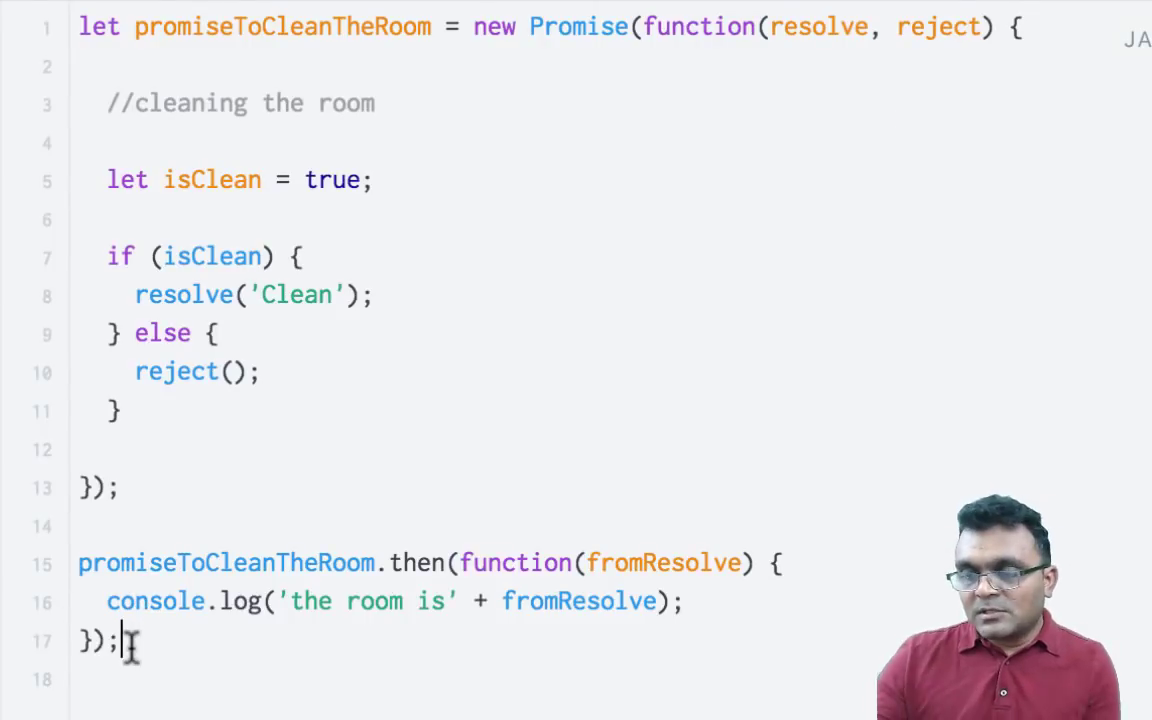 1 let promiseToCleanTheRoom = new Promise(function(resolve, reject) {
JA
2
3 //cleaning the room
4
5 let isClean = true;
6
7 if (isClean) {
8 resolve('Clean');
9 } else {
10 reject();
11 }
12
13 });
14
15 promiseToCleanTheRoom.then(function(fromResolve) {
16 console.log('the room is' + fromResolve);
17 });
18